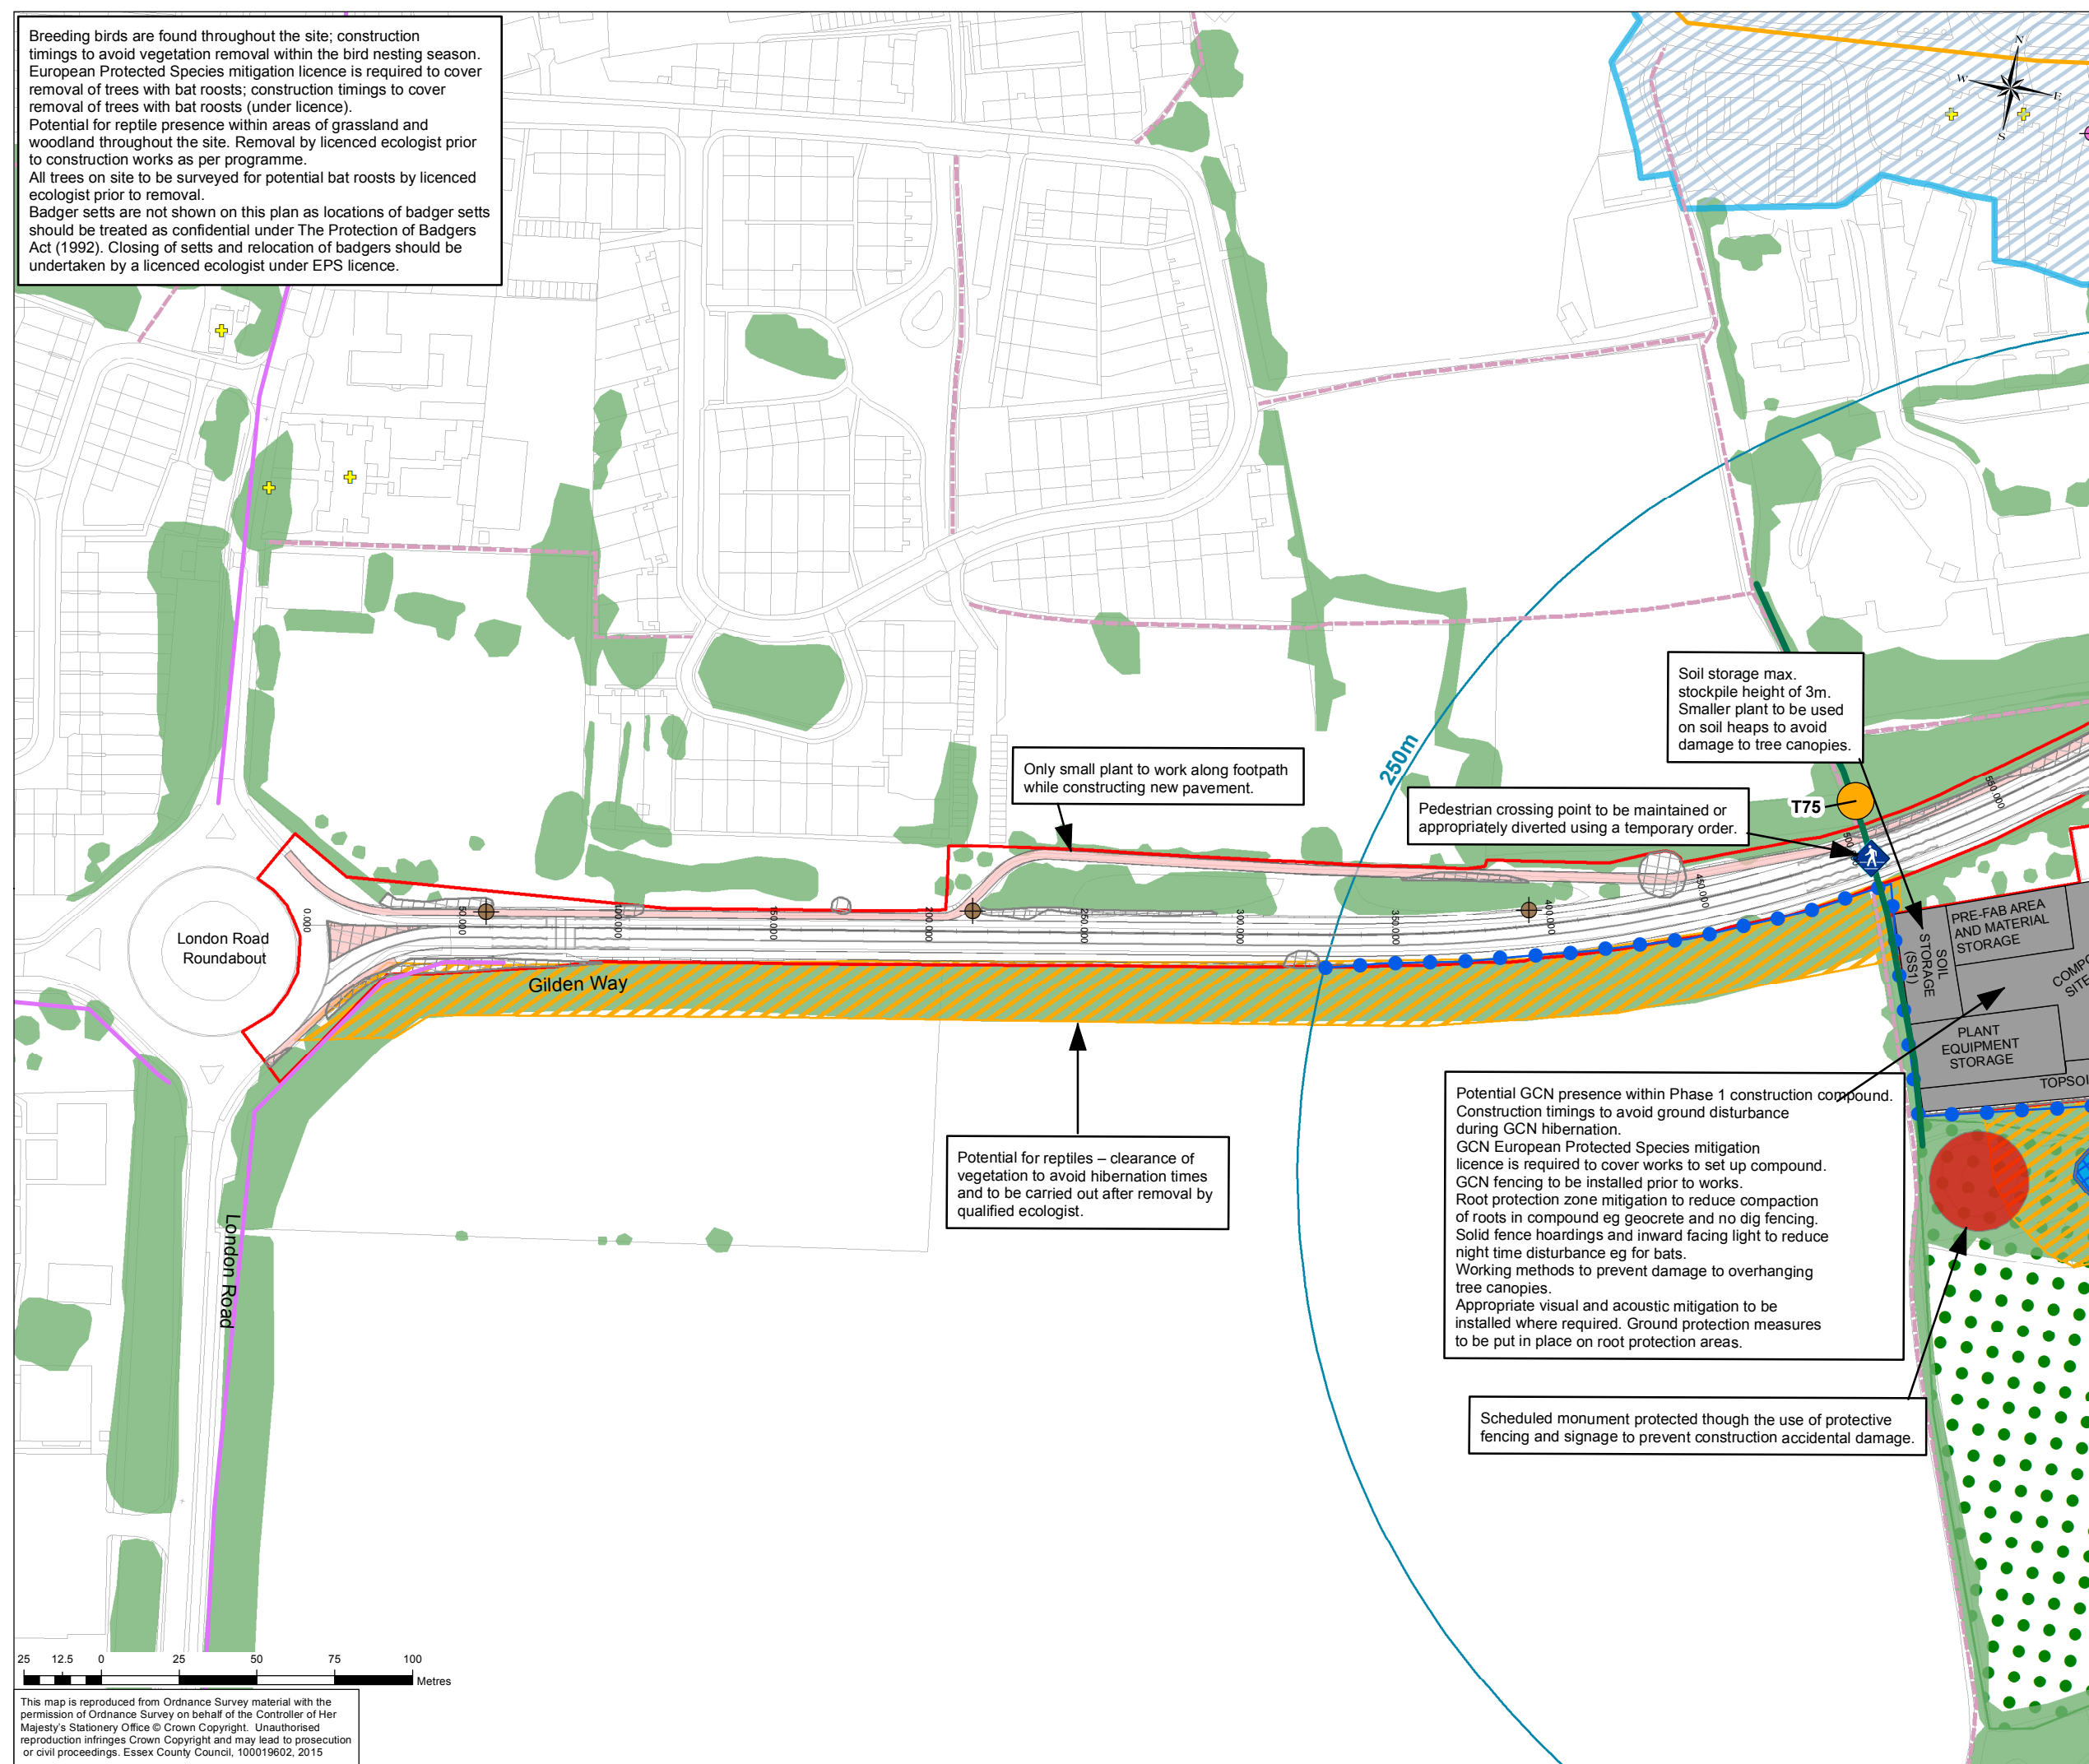 Breeding birds are found throughout the site; construction
timings to avoid vegetation removal within the bird nesting season.
European Protected Species mitigation licence is required to cover
removal of trees with bat roosts; construction timings to cover
removal of trees with bat roosts (under licence).
Potential for reptile presence within areas of grassland and
woodland throughout the site. Removal by licenced ecologist prior
to construction works as per programme.
All trees on site to be surveyed for potential bat roosts by licenced
ecologist prior to removal.
Badger setts are not shown on this plan as locations of badger setts
should be treated as confidential under The Protection of Badgers
Act (1992). Closing of setts and relocation of badgers should be
undertaken by a licenced ecologist under EPS licence.
N
W
E
S
Soil storage max.
stockpile height of 3m.
Smaller plant to be used
on soil heaps to avoid
damage to tree canopies.
Only small plant to work along footpath
while constructing new pavement.
250m
Pedestrian crossing point to be maintained or
appropriately diverted using a temporary order.
T75
London Road
Roundabout
0.000
50.000
100.000
150.000
200.000
250.000
300.000
350.000
400.000
450.000
550.000
Gilden Way
PRE-FAB AREA
AND MATERIAL
STORAGE
SOIL
STORAGE
(SS1)
COMPO
SITE
PLANT
EQUIPMENT
STORAGE
TOPSOI
Potential GCN presence within Phase 1 construction compound.
Construction timings to avoid ground disturbance
during GCN hibernation.
GCN European Protected Species mitigation
licence is required to cover works to set up compound.
GCN fencing to be installed prior to works.
Root protection zone mitigation to reduce compaction
of roots in compound eg geocrete and no dig fencing.
Solid fence hoardings and inward facing light to reduce
night time disturbance eg for bats.
Working methods to prevent damage to overhanging
tree canopies.
Appropriate visual and acoustic mitigation to be
installed where required. Ground protection measures
to be put in place on root protection areas.
Potential for reptiles – clearance of
vegetation to avoid hibernation times
and to be carried out after removal by
qualified ecologist.
London Road
Scheduled monument protected though the use of protective
fencing and signage to prevent construction accidental damage.
25 12.5 0 25 50 75 100
Metres
This map is reproduced from Ordnance Survey material with the
permission of Ordnance Survey on behalf of the Controller of Her
Majesty's Stationery Office © Crown Copyright. Unauthorised
reproduction infringes Crown Copyright and may lead to prosecution
or civil proceedings. Essex County Council, 100019602, 2015